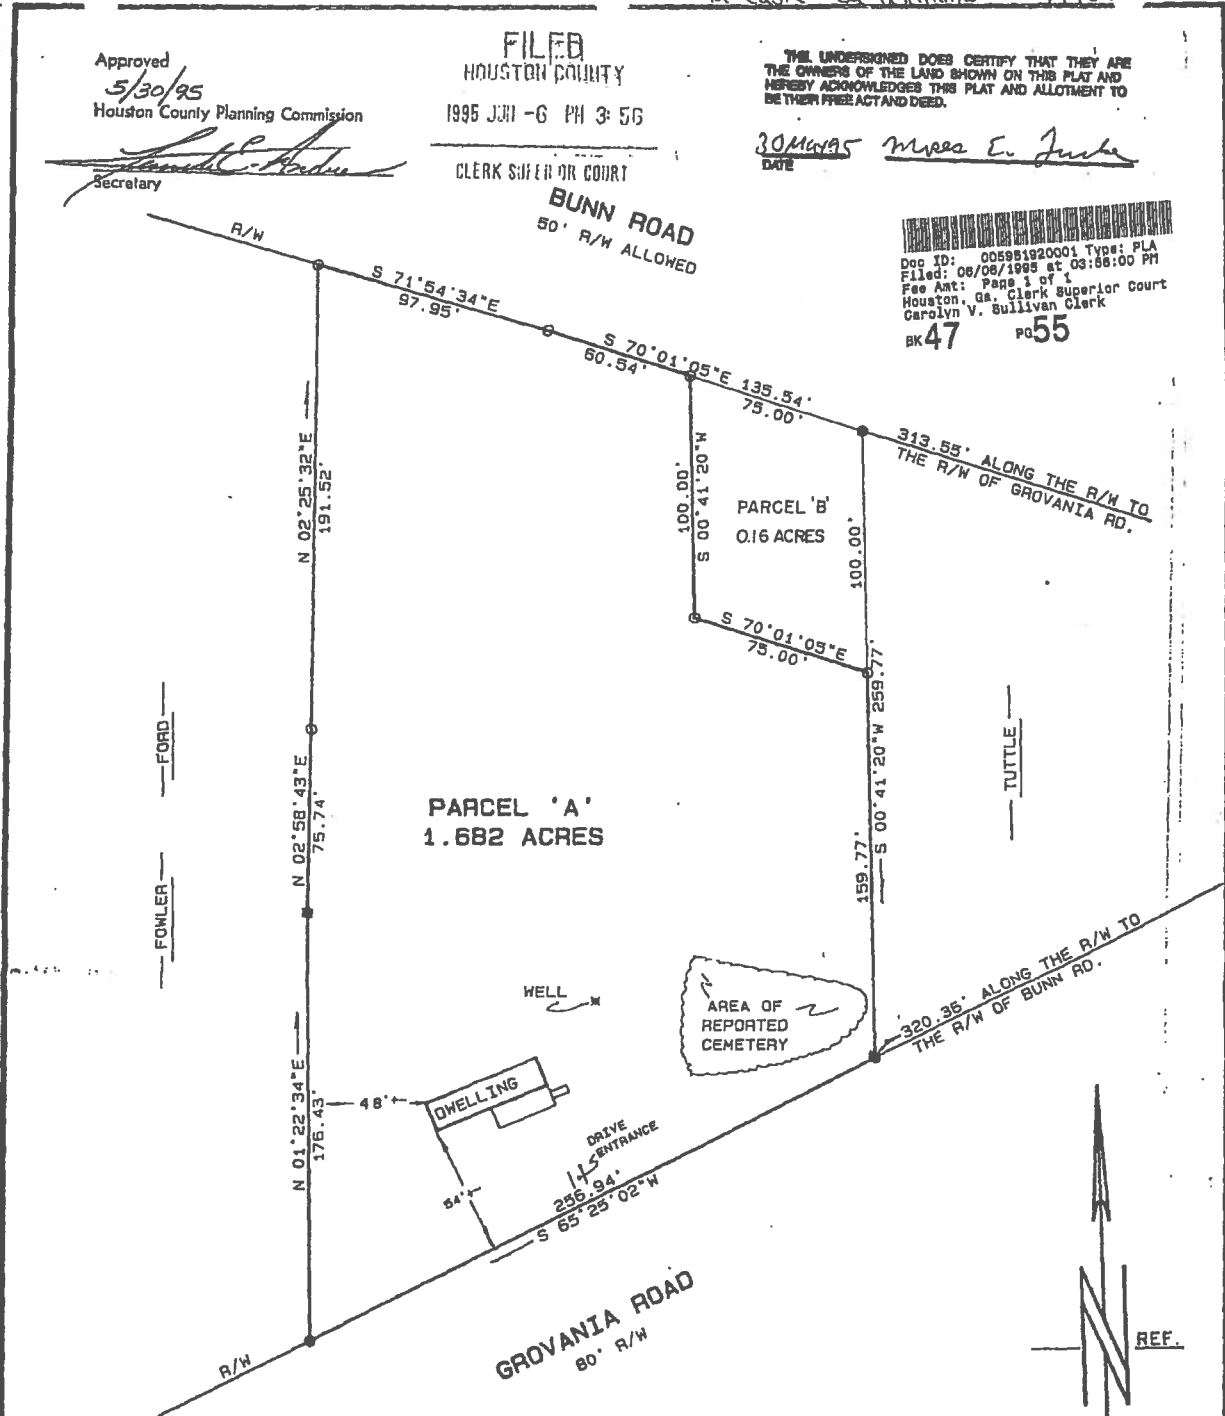 Approved
5/30/95
Houston County Planning Commission
Secretary
FILED
HOUSTON COUNTY
1995 JUN -6 PM 3:56
CLERK SUPERIOR COURT
THE UNDERSIGNED DOES CERTIFY THAT THEY ARE
THE OWNERS OF THE LAND SHOWN ON THIS PLAT AND
HEREBY ACKNOWLEDGES THIS PLAT AND ALLOTMENT TO
BE THEIR FREE ACT AND DEED.
30 May 95
DATE
Doc ID: 005951920001 Type: PLA
Filed: 06/06/1995 at 03:56:00 PM
Fee Amt: Page 1 of 1
Houston, Ga. Clerk Superior Court
Carolyn V. Sullivan Clerk
BK 47 PG 55
BUNN ROAD
50' R/W ALLOWED
R/W
S 71°54'34"E
97.95'
S 70°01'05"E 135.54'
60.54'
75.00'
313.55' ALONG THE R/W TO
THE R/W OF GROVANIA RD.
N 02°25'32"E
191.52'
100.00'
S 00°41'20"W
PARCEL 'B'
0.16 ACRES
100.00'
S 70°01'05"E
75.00'
S 00°41'20"W 259.77'
159.77'
FORD
FOWLER
TUTTLE
N 02°58'43"E
75.74'
PARCEL 'A'
1.682 ACRES
WELL
AREA OF
REPORTED
CEMETERY
320.36' ALONG THE R/W TO
THE R/W OF BUNN RD.
N 01°22'34"E
176.43'
48'±
DWELLING
54'±
DRIVE
ENTRANCE
256.94'
S 65°25'02"W
GROVANIA ROAD
80' R/W
R/W
N
REF.